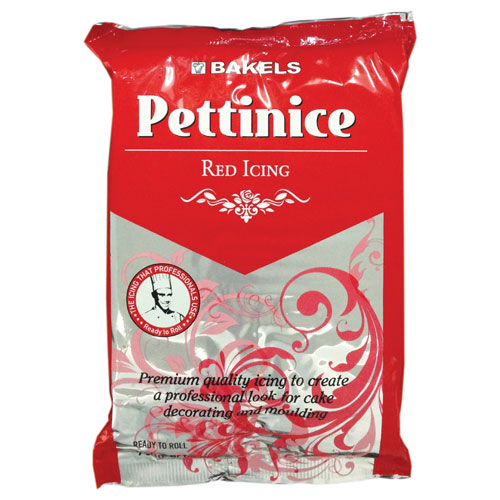 BAKELS
Pettinice
RED ICING
THE ICING THAT PROFESSIONALS USE
Ready to Roll
Premium quality icing to create
a professional look for cake
decorating and moulding
READY TO ROLL